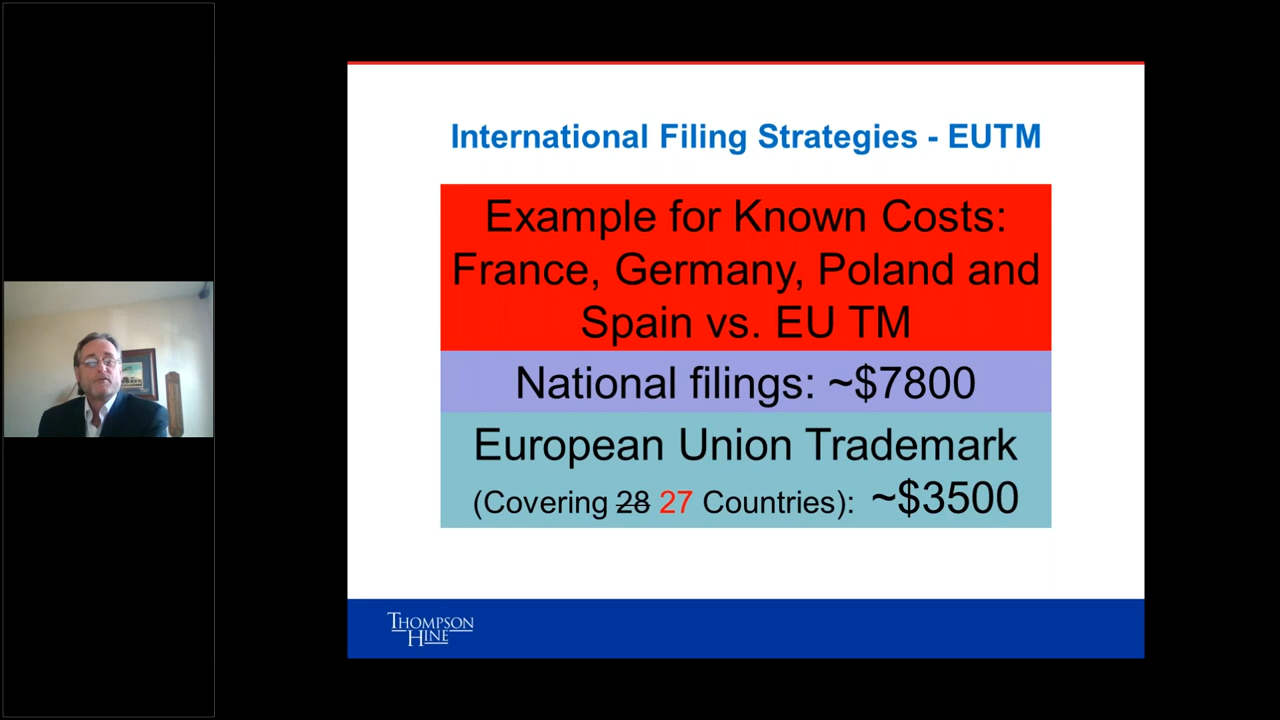 International Filing Strategies - EUTM
Example for Known Costs:
France, Germany, Poland and
Spain vs. EU TM
National filings: ~$7800
European Union Trademark
(Covering 28 27 Countries): ~$3500
THOMPSON
HINE